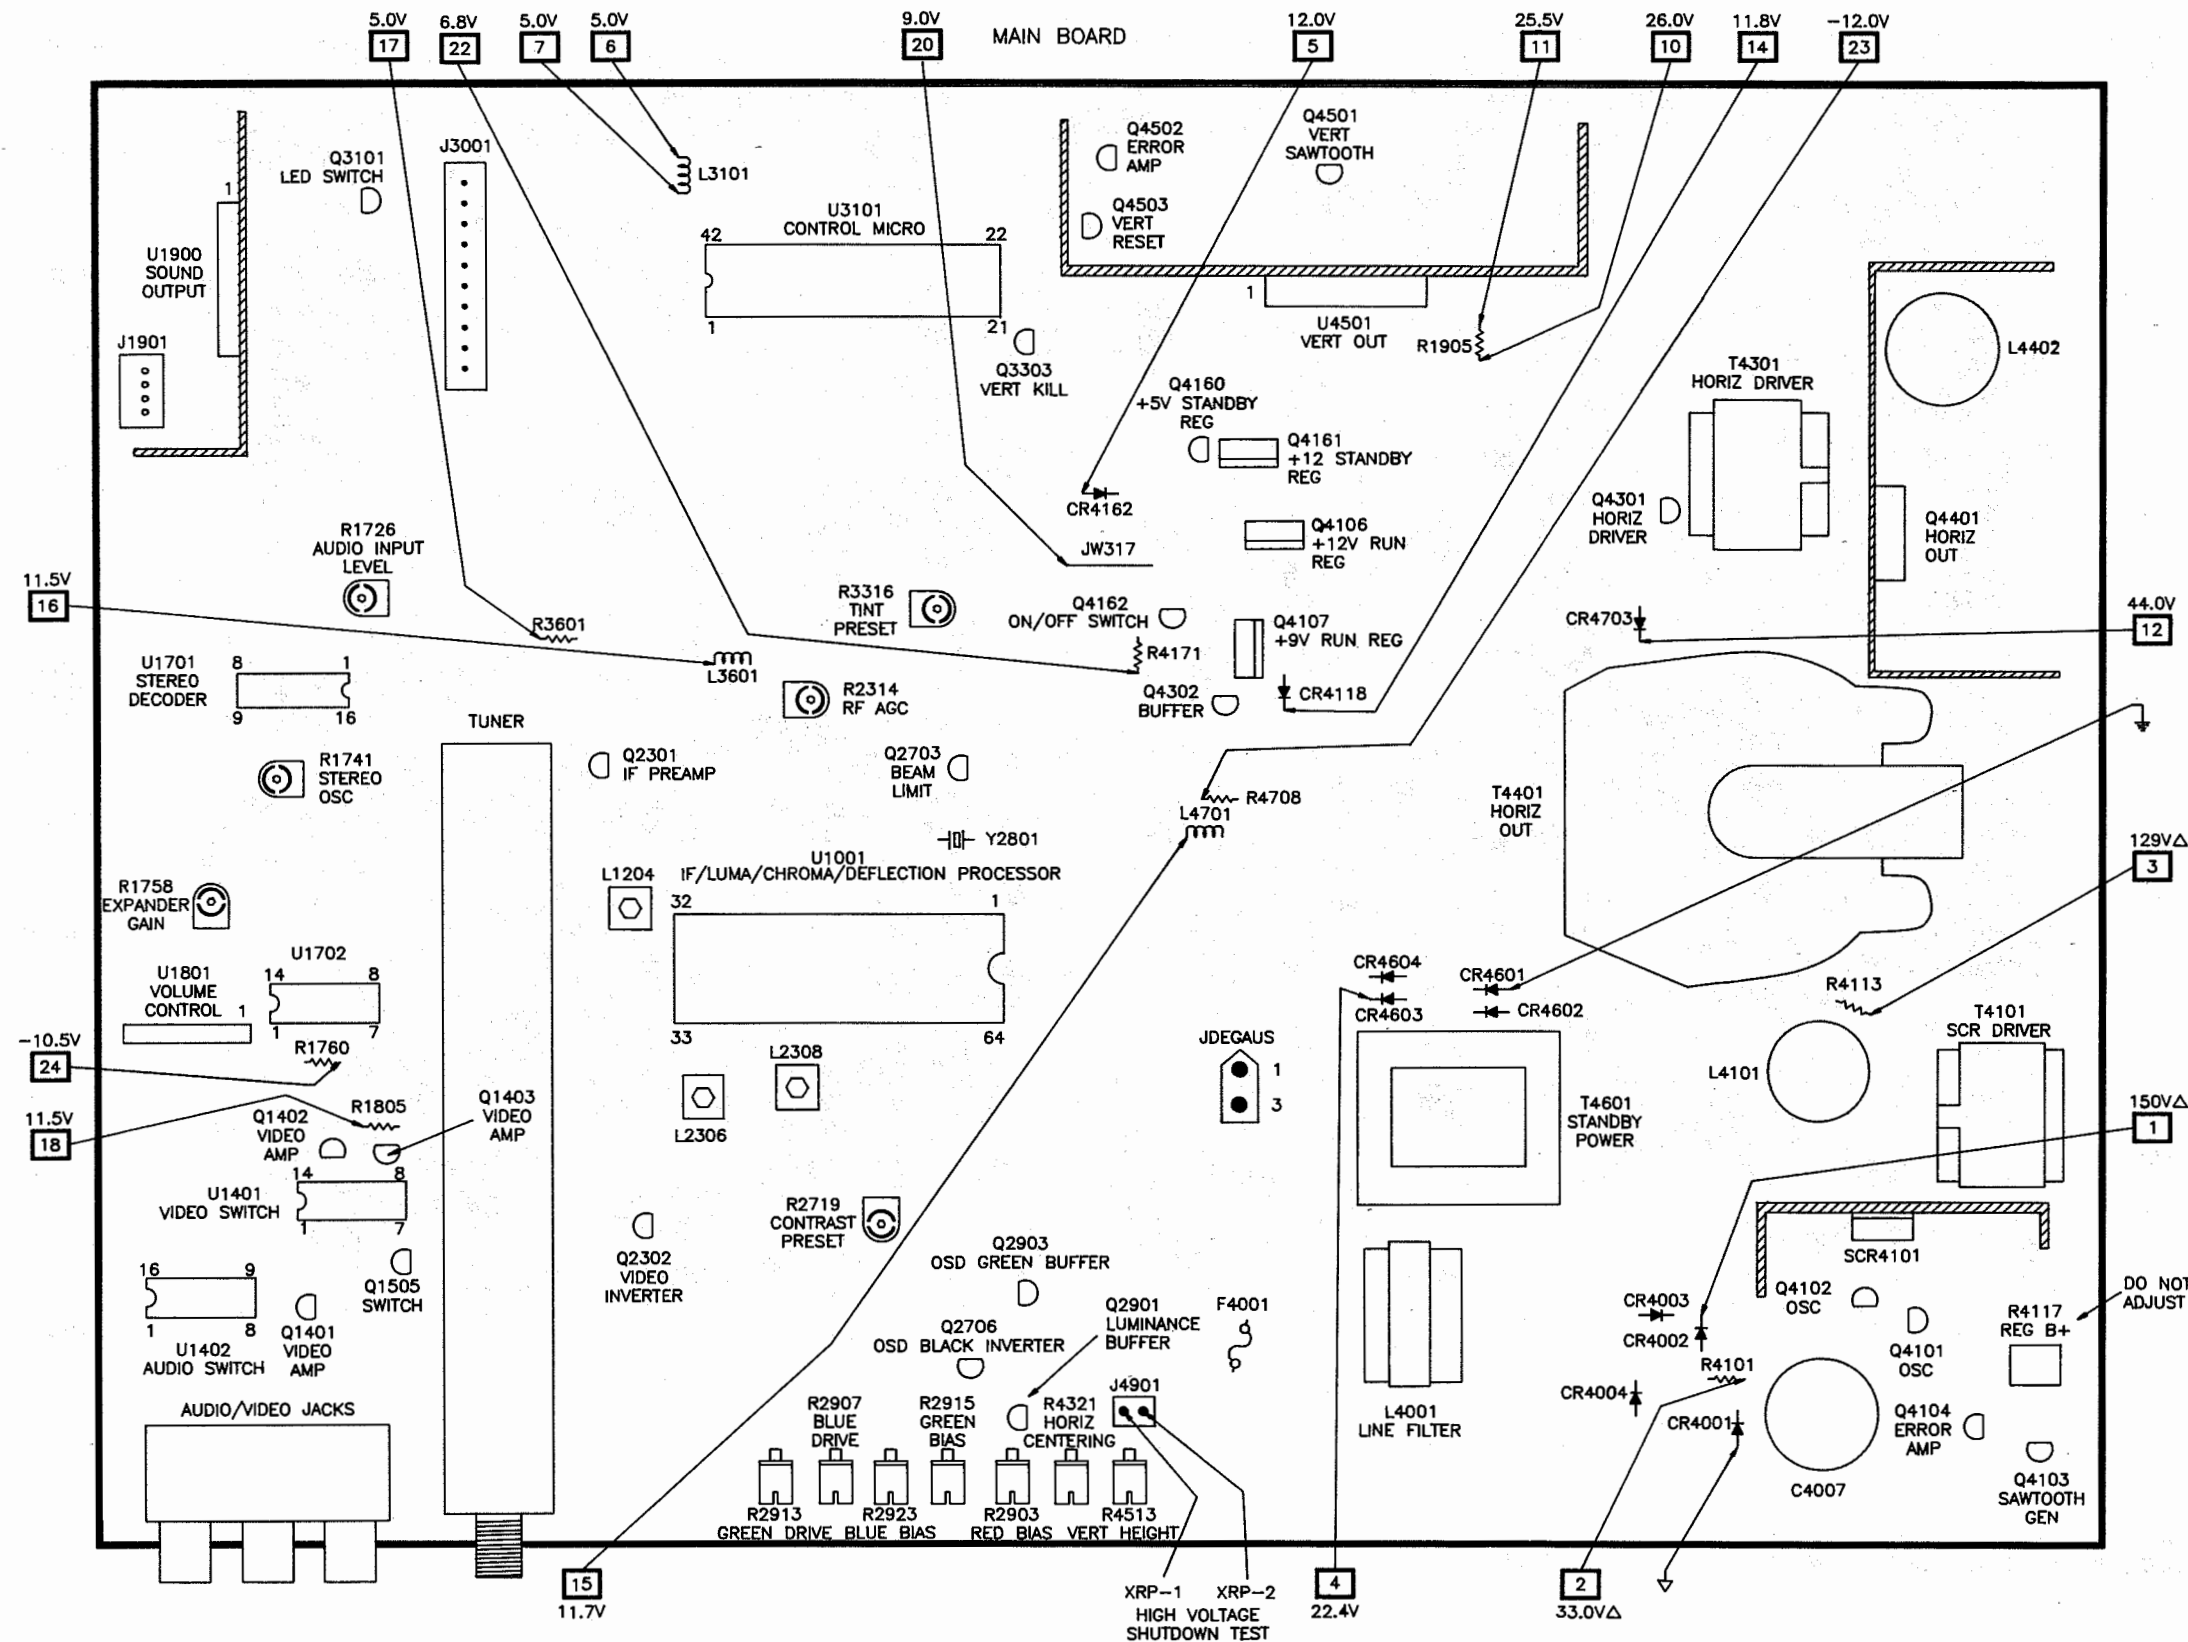 5.0V
6.8V
5.0V
5.0V
9.0V
12.0V
25.5V
26.0V
11.8V
-12.0V
17
22
7
6
20
MAIN BOARD
5
11
10
14
23
Q3101
LED SWITCH
J3001
L3101
Q4502
ERROR
AMP
Q4501
VERT
SAWTOOTH
Q4503
VERT
RESET
1
U1900
SOUND
OUTPUT
J1901
U3101
CONTROL MICRO
42
22
1
21
Q3303
VERT KILL
1
U4501
VERT OUT
R1905
T4301
HORIZ DRIVER
L4402
Q4160
+5V STANDBY
REG
Q4161
+12 STANDBY
REG
CR4162
Q4301
HORIZ
DRIVER
Q4401
HORIZ
OUT
R1726
AUDIO INPUT
LEVEL
JW317
Q4106
+12V RUN
REG
11.5V
16
R3601
R3316
TINT
PRESET
Q4162
ON/OFF SWITCH
R4171
Q4107
+9V RUN REG
CR4703
44.0V
12
U1701
STEREO
DECODER
8
1
9
16
L3601
R2314
RF AGC
Q4302
BUFFER
CR4118
TUNER
R1741
STEREO
OSC
Q2301
IF PREAMP
Q2703
BEAM
LIMIT
R4708
L4701
T4401
HORIZ
OUT
Y2801
129V△
3
R1758
EXPANDER
GAIN
L1204
U1001
IF/LUMA/CHROMA/DEFLECTION PROCESSOR
32
1
33
64
U1702
14
8
1
7
U1801
VOLUME
CONTROL
1
CR4604
CR4603
CR4601
CR4602
R4113
T4101
SCR DRIVER
-10.5V
24
R1760
L2308
L2306
JDEGAUS
1
3
L4101
T4601
STANDBY
POWER
11.5V
18
R1805
Q1402
VIDEO
AMP
Q1403
VIDEO
AMP
150V△
1
14
8
1
7
U1401
VIDEO SWITCH
R2719
CONTRAST
PRESET
SCR4101
Q1505
SWITCH
Q2302
VIDEO
INVERTER
Q2903
OSD GREEN BUFFER
16
9
1
8
U1402
AUDIO SWITCH
Q1401
VIDEO
AMP
Q2706
OSD BLACK INVERTER
Q2901
LUMINANCE
BUFFER
F4001
CR4003
CR4002
Q4102
OSC
Q4101
OSC
DO NOT
ADJUST
R4117
REG B+
R4101
CR4004
CR4001
AUDIO/VIDEO JACKS
R2907
BLUE
DRIVE
R2915
GREEN
BIAS
R4321
HORIZ
CENTERING
J4901
L4001
LINE FILTER
Q4104
ERROR
AMP
C4007
Q4103
SAWTOOTH
GEN
R2913
GREEN DRIVE
R2923
BLUE BIAS
R2903
RED BIAS
R4513
VERT HEIGHT
15
11.7V
XRP-1
XRP-2
HIGH VOLTAGE
SHUTDOWN TEST
4
22.4V
2
33.0V△